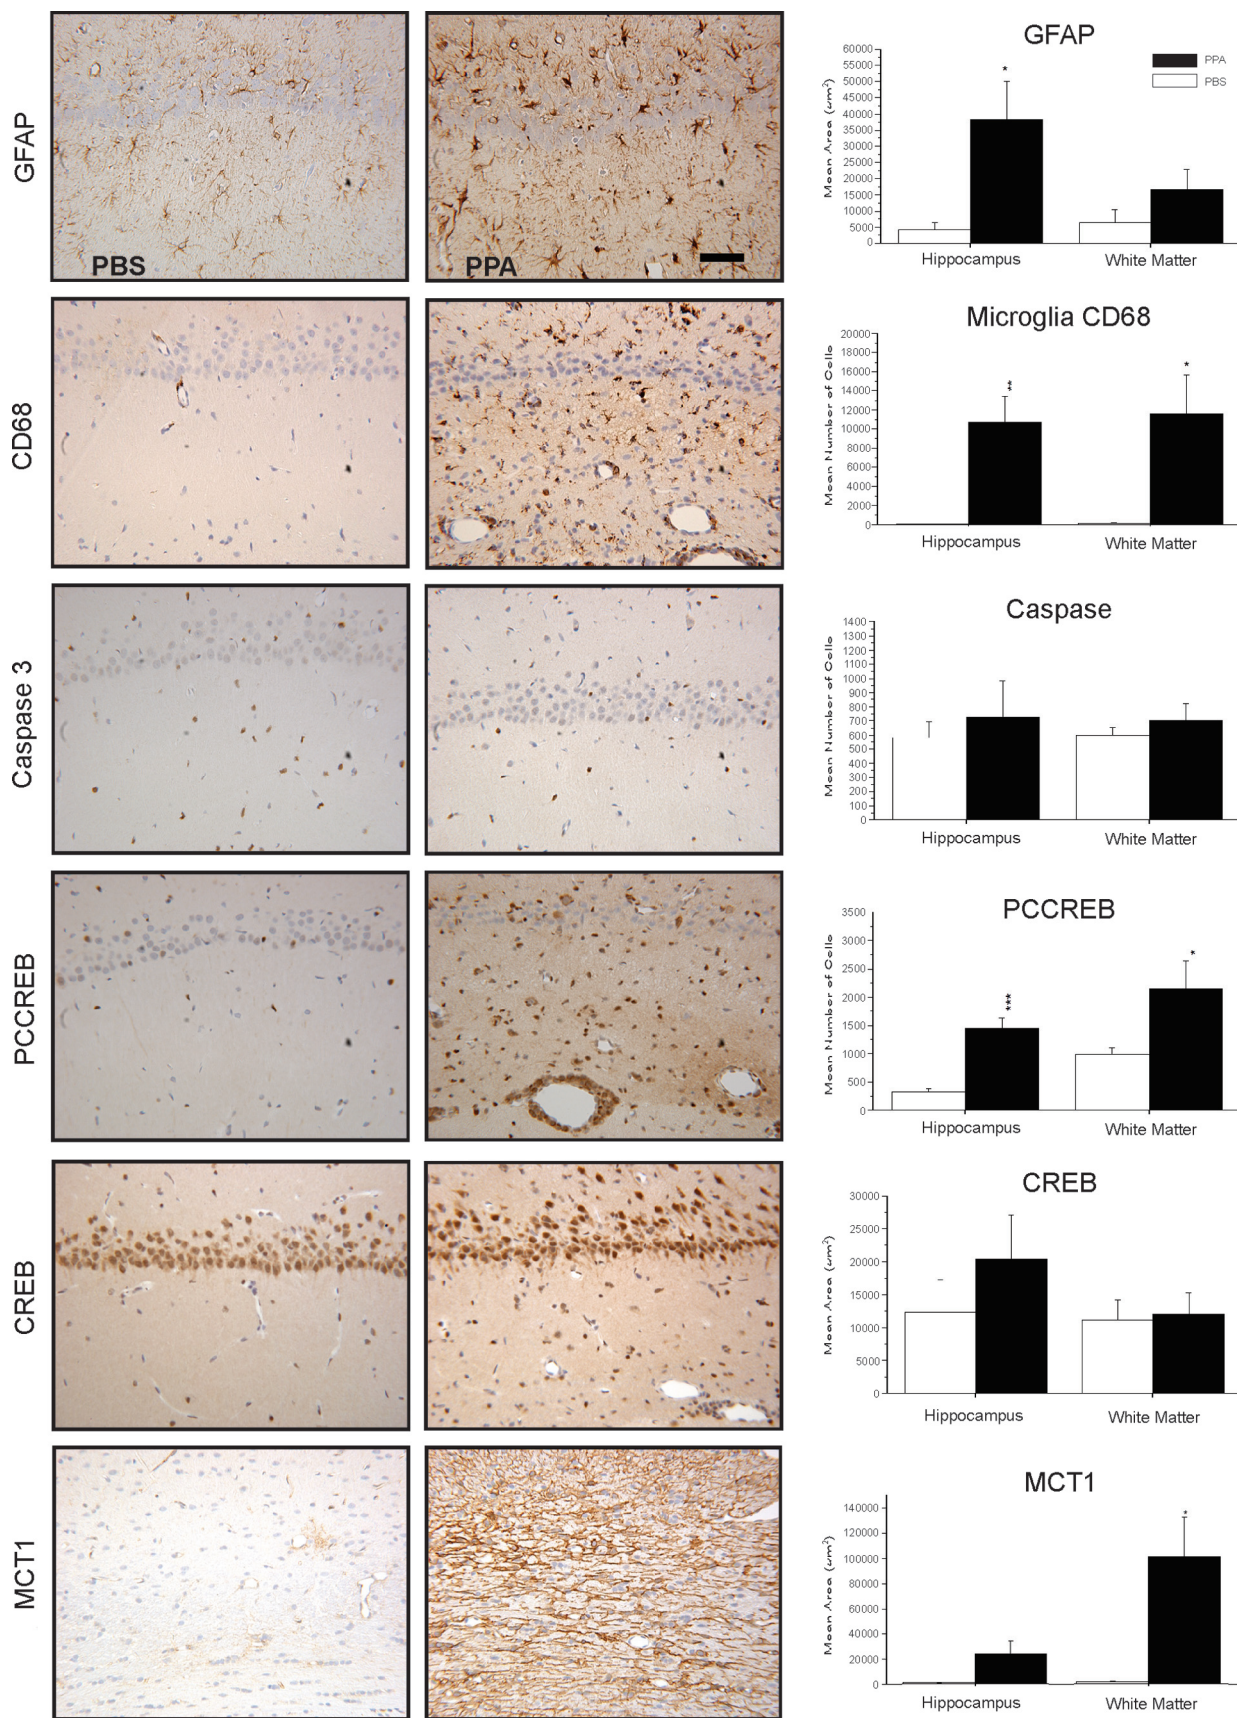 GFAP
PBS
PPA
GFAP
PPA
PBS
Mean Area (um²)
60000
55000
50000
45000
40000
35000
30000
25000
20000
15000
10000
5000
0
*
Hippocampus
White Matter
CD68
Microglia CD68
Mean Number of Cells
20000
18000
16000
14000
12000
10000
8000
6000
4000
2000
0
**
*
Hippocampus
White Matter
Caspase 3
Caspase
Mean Number of Cells
1400
1300
1200
1100
1000
900
800
700
600
500
400
300
200
100
0
Hippocampus
White Matter
PCCREB
PCCREB
Mean Number of Cells
3500
3000
2500
2000
1500
1000
500
0
***
*
Hippocampus
White Matter
CREB
CREB
Mean Area (um²)
30000
25000
20000
15000
10000
5000
0
Hippocampus
White Matter
MCT1
MCT1
Mean Area (um²)
140000
120000
100000
80000
60000
40000
20000
0
*
Hippocampus
White Matter